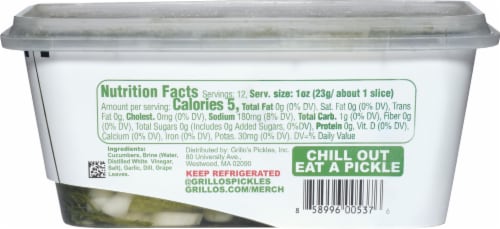 Nutrition Facts Servings: 12, Serv. size: 1oz (23g/ about 1 slice)
Amount per serving: Calories 5, Total Fat 0g (0% DV), Sat. Fat 0g (0% DV), Trans
Fat 0g, Cholest. 0mg (0% DV), Sodium 180mg (8% DV), Total Carb. 1g (0% DV), Fiber 0g
(0% DV), Total Sugars 0g (Includes 0g Added Sugars, 0%DV), Protein 0g, Vit. D (0% DV),
Calcium (0% DV), Iron (0% DV), Potas. 30mg (0% DV). DV=% Daily Value
Ingredients:
Cucumbers, Brine (Water,
Distilled White Vinegar,
Salt), Garlic, Dill, Grape
Leaves.
Distributed by: Grillo's Pickles, Inc.
80 University Ave.,
Westwood, MA 02090
KEEP REFRIGERATED
@GRILLOSPICKLES
GRILLOS.COM/MERCH
CHILL OUT
EAT A PICKLE
8 58996 00537 6